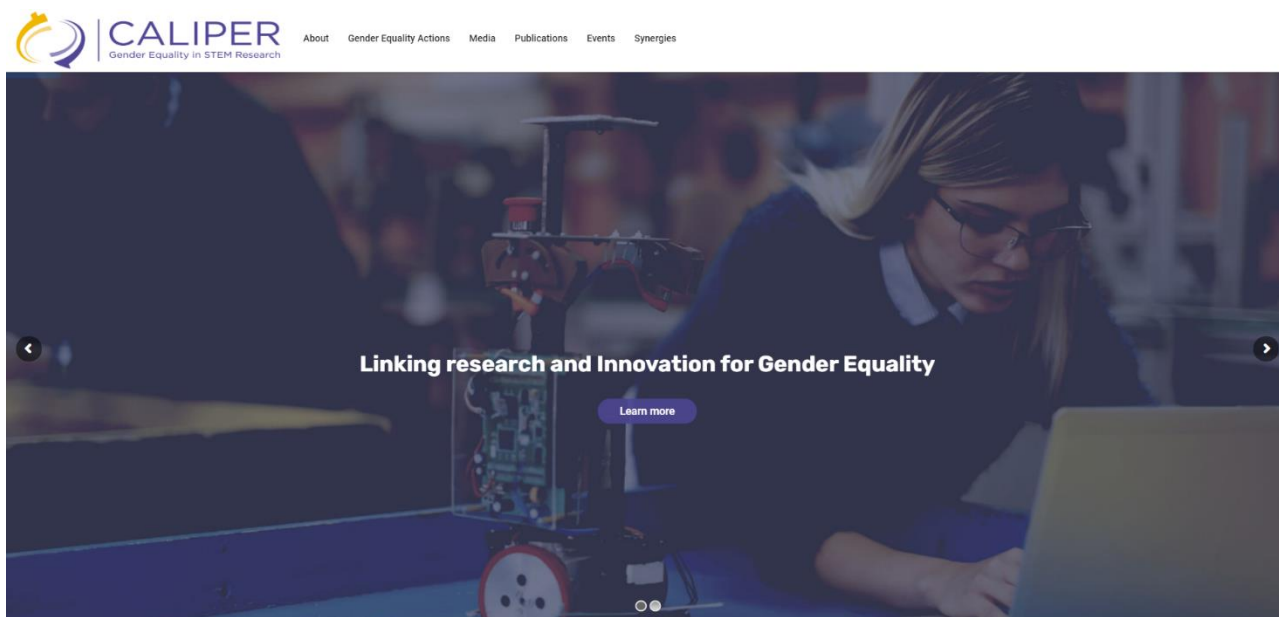 CALIPER
Gender Equality in STEM Research
About Gender Equality Actions Media Publications Events Synergies
Linking research and Innovation for Gender Equality
Learn more